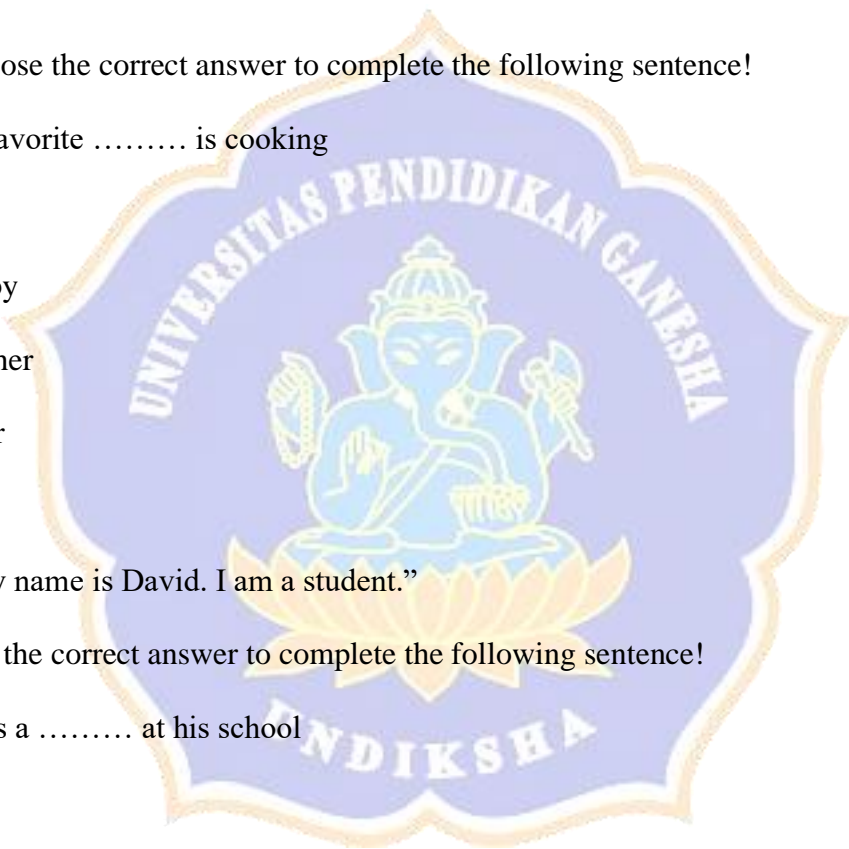 ose the correct answer to complete the following sentence!
avorite ……… is cooking
UNIVERSITAS PENDIDIKAN GANESHA
by
her
r
y name is David. I am a student.”
the correct answer to complete the following sentence!
s a ……… at his school
UNDIKSHA